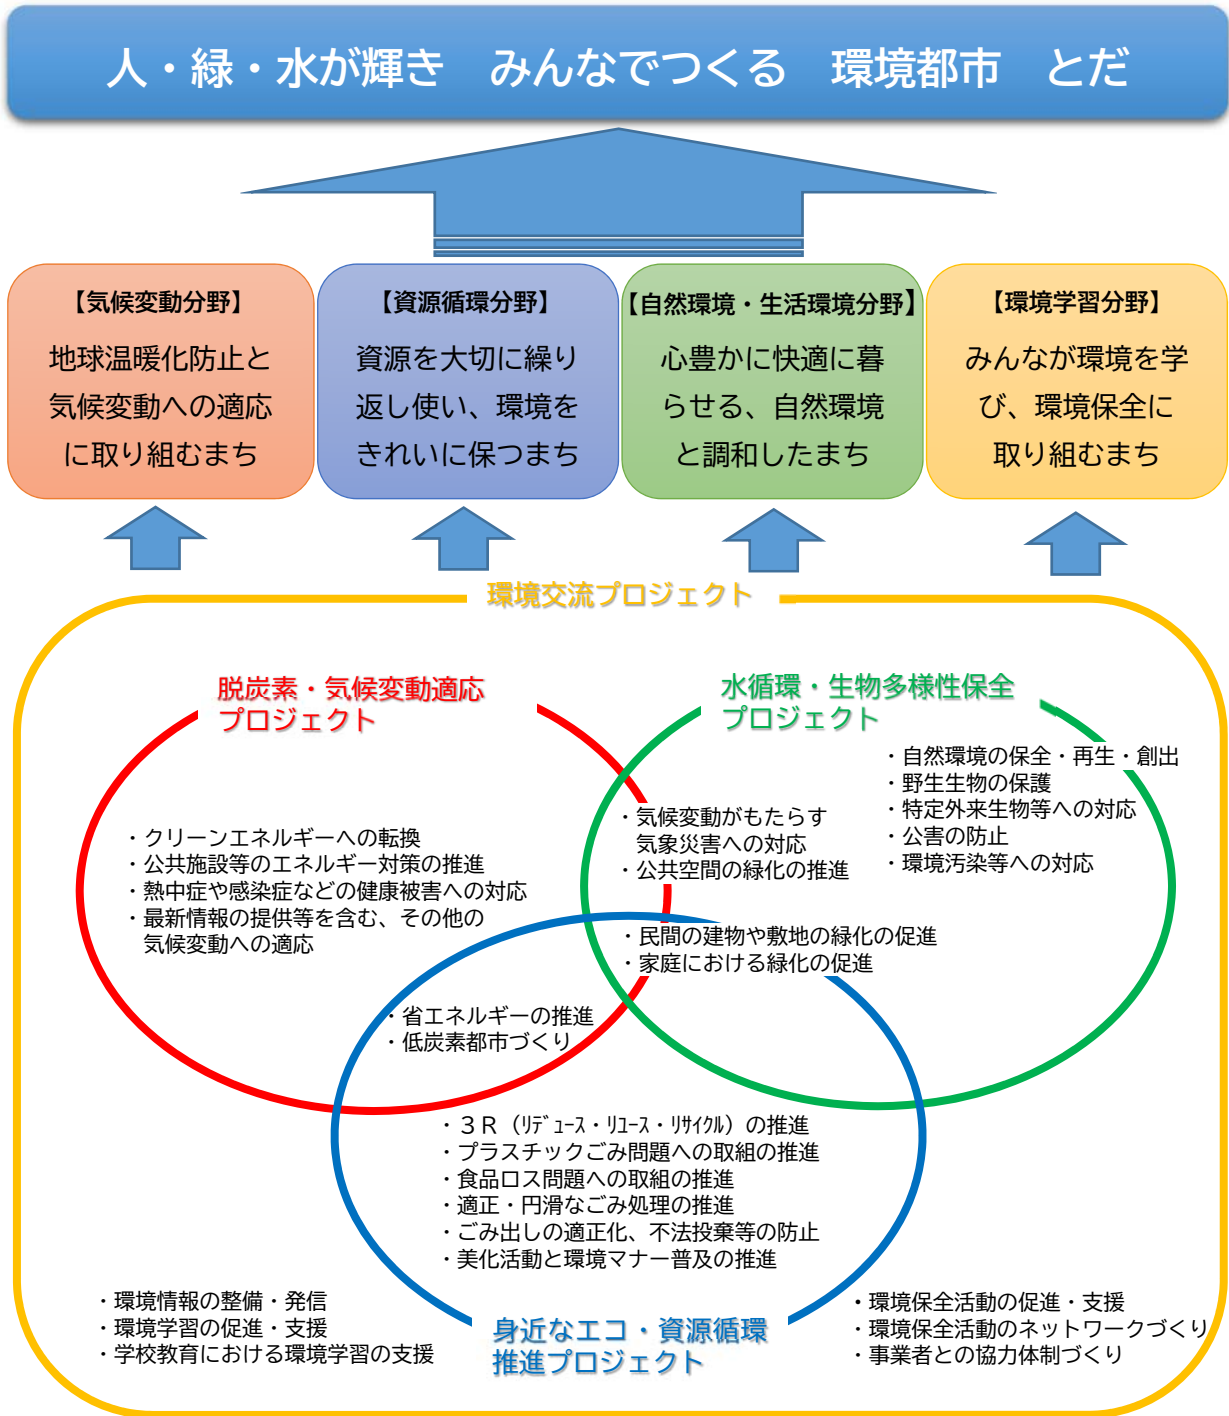 人・緑・水が輝き　みんなでつくる　環境都市　とだ
【気候変動分野】
地球温暖化防止と
気候変動への適応
に取り組むまち
【資源循環分野】
資源を大切に繰り
返し使い、環境を
きれいに保つまち
【自然環境・生活環境分野】
心豊かに快適に暮
らせる、自然環境
と調和したまち
【環境学習分野】
みんなが環境を学
び、環境保全に
取り組むまち
環境交流プロジェクト
脱炭素・気候変動適応
プロジェクト
水循環・生物多様性保全
プロジェクト
・自然環境の保全・再生・創出
・野生生物の保護
・特定外来生物等への対応
・公害の防止
・環境汚染等への対応
・気候変動がもたらす
気象災害への対応
・公共空間の緑化の推進
・クリーンエネルギーへの転換
・公共施設等のエネルギー対策の推進
・熱中症や感染症などの健康被害への対応
・最新情報の提供等を含む、その他の
気候変動への適応
・民間の建物や敷地の緑化の促進
・家庭における緑化の促進
・省エネルギーの推進
・低炭素都市づくり
・３Ｒ（ﾘﾃﾞｭｰｽ・ﾘﾕｰｽ・ﾘｻｲｸﾙ）の推進
・プラスチックごみ問題への取組の推進
・食品ロス問題への取組の推進
・適正・円滑なごみ処理の推進
・ごみ出しの適正化、不法投棄等の防止
・美化活動と環境マナー普及の推進
・環境情報の整備・発信
・環境学習の促進・支援
・学校教育における環境学習の支援
身近なエコ・資源循環
推進プロジェクト
・環境保全活動の促進・支援
・環境保全活動のネットワークづくり
・事業者との協力体制づくり